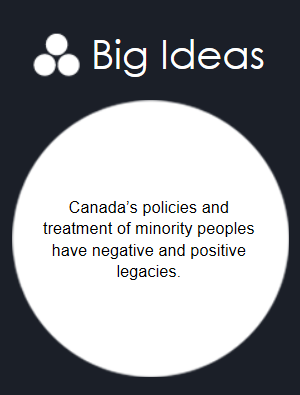 Big Ideas
Canada’s policies and
treatment of minority peoples
have negative and positive
legacies.